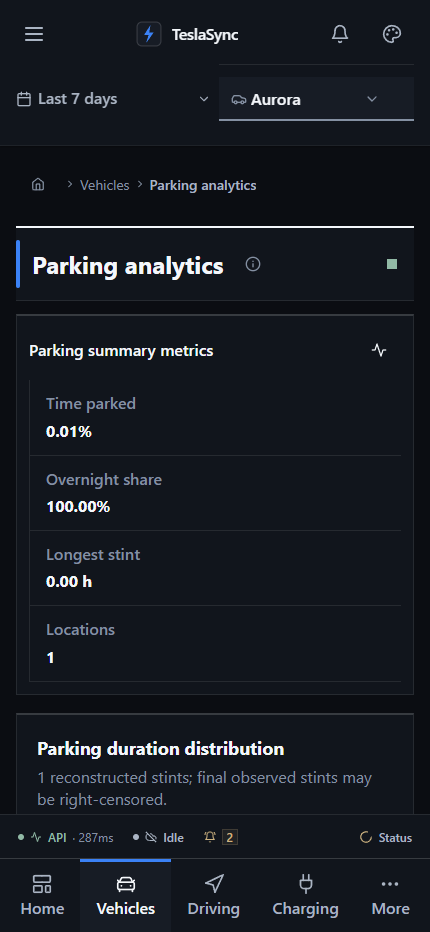 TeslaSync
Last 7 days
Aurora
Vehicles
Parking analytics
Parking analytics
Parking summary metrics
Time parked
0.01%
Overnight share
100.00%
Longest stint
0.00 h
Locations
1
Parking duration distribution
1 reconstructed stints; final observed stints may
be right-censored.
API · 287ms
Idle
2
Status
Home
Vehicles
Driving
Charging
More